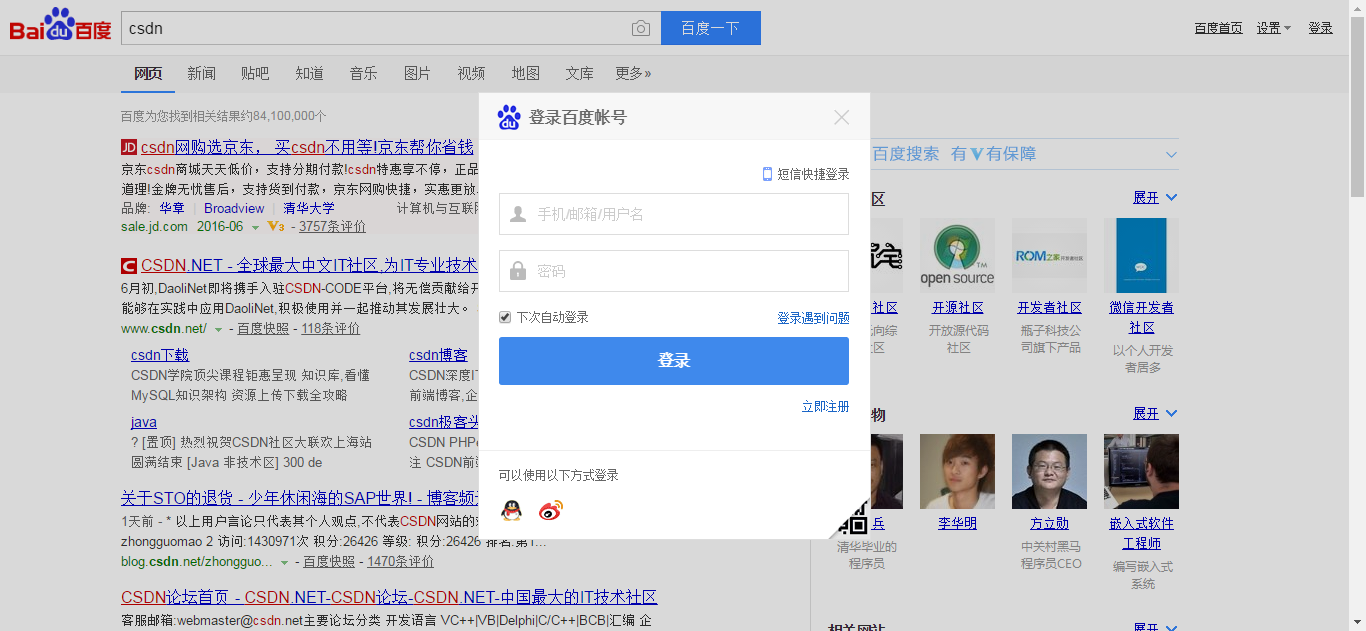 Bai du 百度
csdn
百度一下
百度首页 设置 登录
网页 新闻 贴吧 知道 音乐 图片 视频 地图 文库 更多»
百度为您找到相关结果约84,100,000个
JD csdn网购选京东， 买csdn不用等!京东帮你省钱
京东csdn商城天天低价，支持分期付款!csdn特惠享不停，正品
道理!金牌无忧售后，支持货到付款，京东网购快捷，实惠更放
品牌: 华章 Broadview 清华大学 计算机与互联网
sale.jd.com 2016-06 V3 - 3757条评价
CSDN.NET - 全球最大中文IT社区,为IT专业技术
6月初,DaoliNet即将携手入驻CSDN-CODE平台,将无偿贡献给开
能够在实践中应用DaoliNet,积极使用并一起推动其发展壮大。
www.csdn.net/ - 百度快照 - 118条评价
csdn下载
CSDN学院顶尖课程钜惠呈现 知识库,看懂
MySQL知识架构 资源上传下载全攻略
csdn博客
CSDN深度IT
前端博客,企
java
? [置顶] 热烈祝贺CSDN社区大联欢上海站
圆满结束 [Java 非技术区] 300 de
csdn极客头
CSDN PHP
注 CSDN前
关于STO的退货 - 少年休闲海的SAP世界! - 博客频
1天前 - * 以上用户言论只代表其个人观点,不代表CSDN网站的
zhongguomao 2 访问:1430971次 积分:26426 等级: 积分:26426 排名:第1...
blog.csdn.net/zhongguo... - 百度快照 - 1470条评价
CSDN论坛首页 - CSDN.NET-CSDN论坛-CSDN.NET-中国最大的IT技术社区
客服邮箱:webmaster@csdn.net主要论坛分类 开发语言 VC++|VB|Delphi|C/C++|BCB|汇编 企
du 登录百度帐号
短信快捷登录
手机/邮箱/用户名
密码
下次自动登录 登录遇到问题
登录
立即注册
可以使用以下方式登录
百度搜索 有V有保障
区 展开
open source
TM
ROM之家 开发者社区
社区
区
开源社区
开放源代码
社区
开发者社区
瓶子科技公
司旗下产品
微信开发者
社区
以个人开发
者居多
物 展开
兵
清华毕业的
程序员
李华明
方立勋
中关村黑马
程序员CEO
嵌入式软件
工程师
编写嵌入式
系统
相关网站 展开